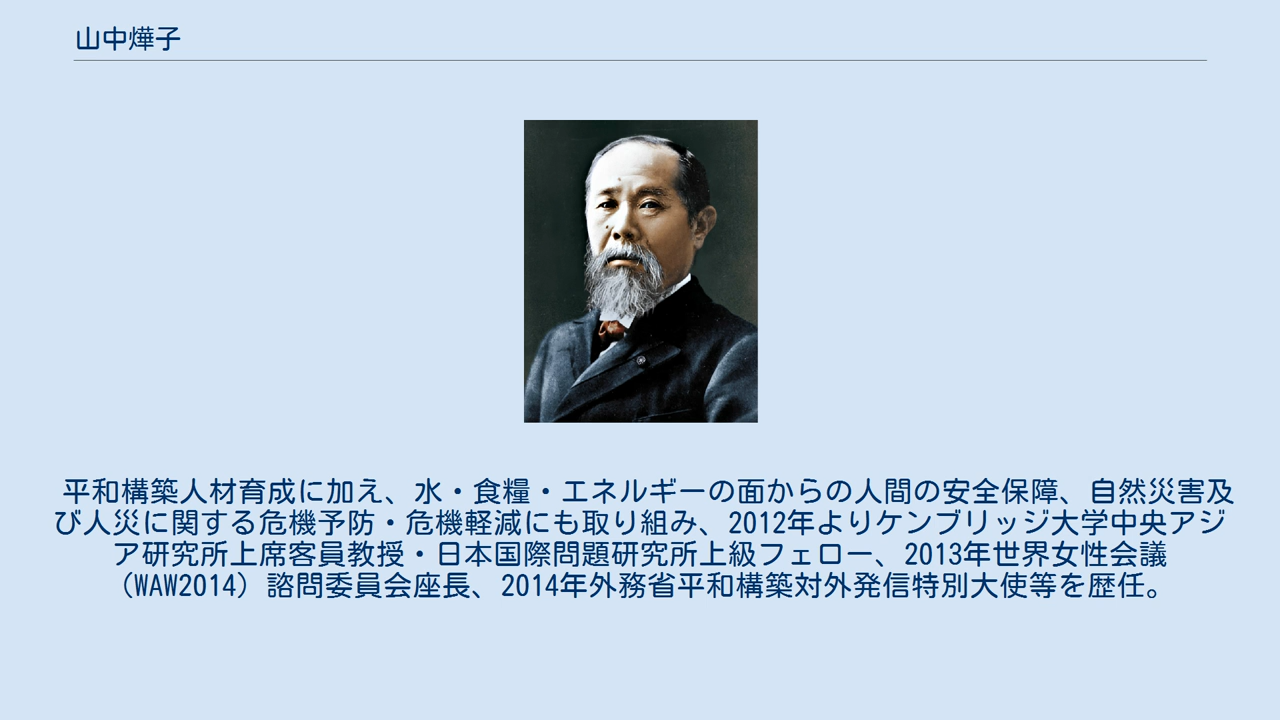 山中燁子
平和構築人材育成に加え、水・食糧・エネルギーの面からの人間の安全保障、自然災害及
び人災に関する危機予防・危機軽減にも取り組み、2012年よりケンブリッジ大学中央アジ
ア研究所上席客員教授・日本国際問題研究所上級フェロー、2013年世界女性会議
（WAW2014）諮問委員会座長、2014年外務省平和構築対外発信特別大使等を歴任。